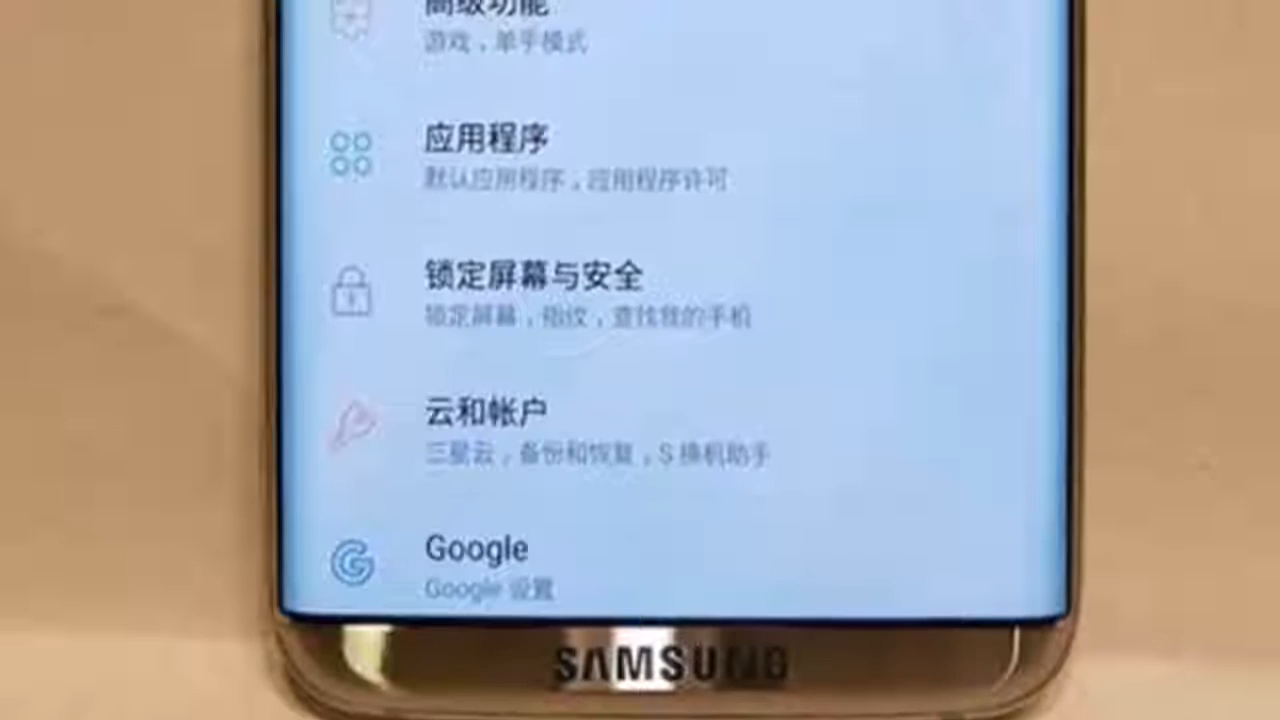 高级功能
游戏，单手模式
应用程序
默认应用程序，应用程序许可
锁定屏幕与安全
锁定屏幕，指纹，查找我的手机
云和帐户
三星云，备份和恢复，S 换机助手
Google
Google 设置
SAMSUNG